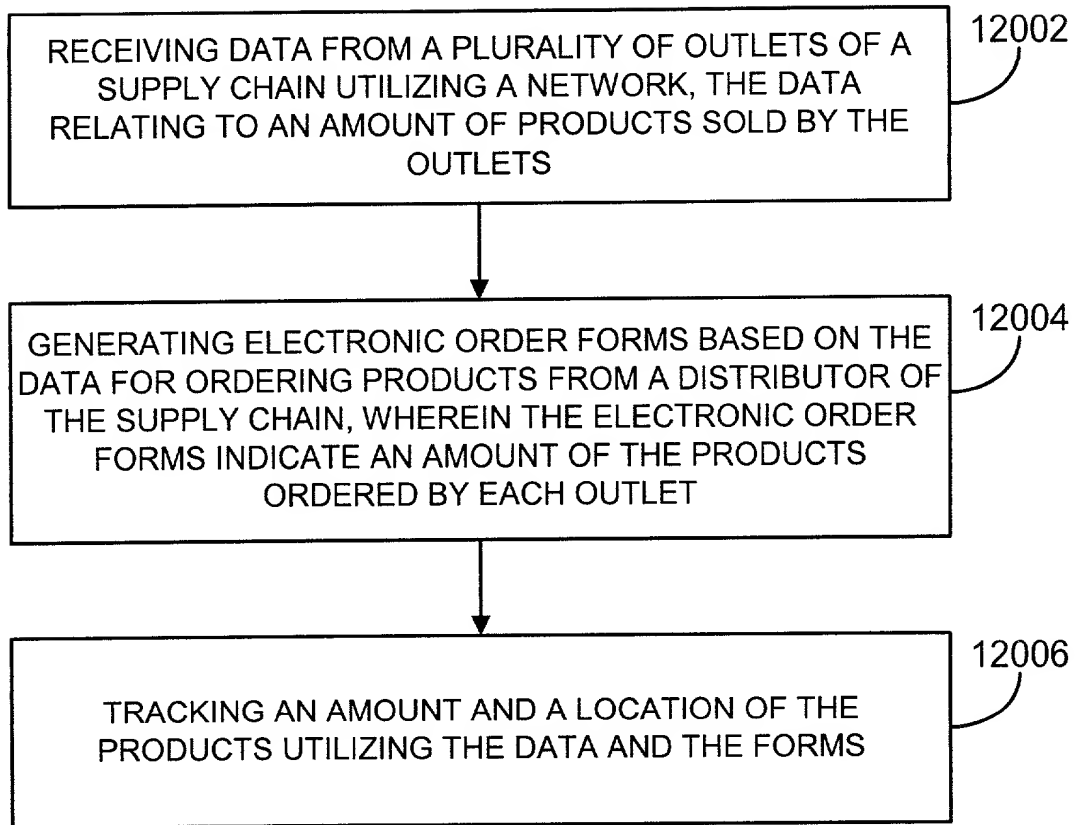 12002
RECEIVING DATA FROM A PLURALITY OF OUTLETS OF A
SUPPLY CHAIN UTILIZING A NETWORK, THE DATA
RELATING TO AN AMOUNT OF PRODUCTS SOLD BY THE
OUTLETS
12004
GENERATING ELECTRONIC ORDER FORMS BASED ON THE
DATA FOR ORDERING PRODUCTS FROM A DISTRIBUTOR OF
THE SUPPLY CHAIN, WHEREIN THE ELECTRONIC ORDER
FORMS INDICATE AN AMOUNT OF THE PRODUCTS
ORDERED BY EACH OUTLET
12006
TRACKING AN AMOUNT AND A LOCATION OF THE
PRODUCTS UTILIZING THE DATA AND THE FORMS